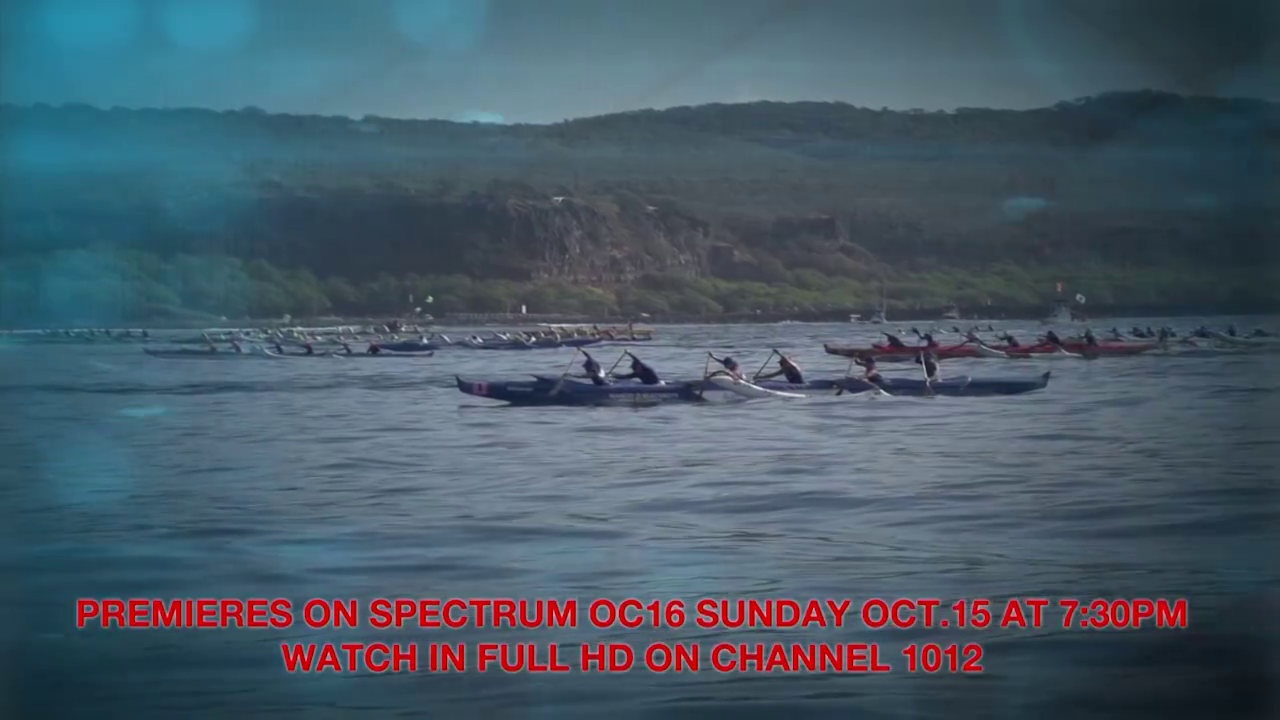 PREMIERES ON SPECTRUM OC16 SUNDAY OCT.15 AT 7:30PM
WATCH IN FULL HD ON CHANNEL 1012